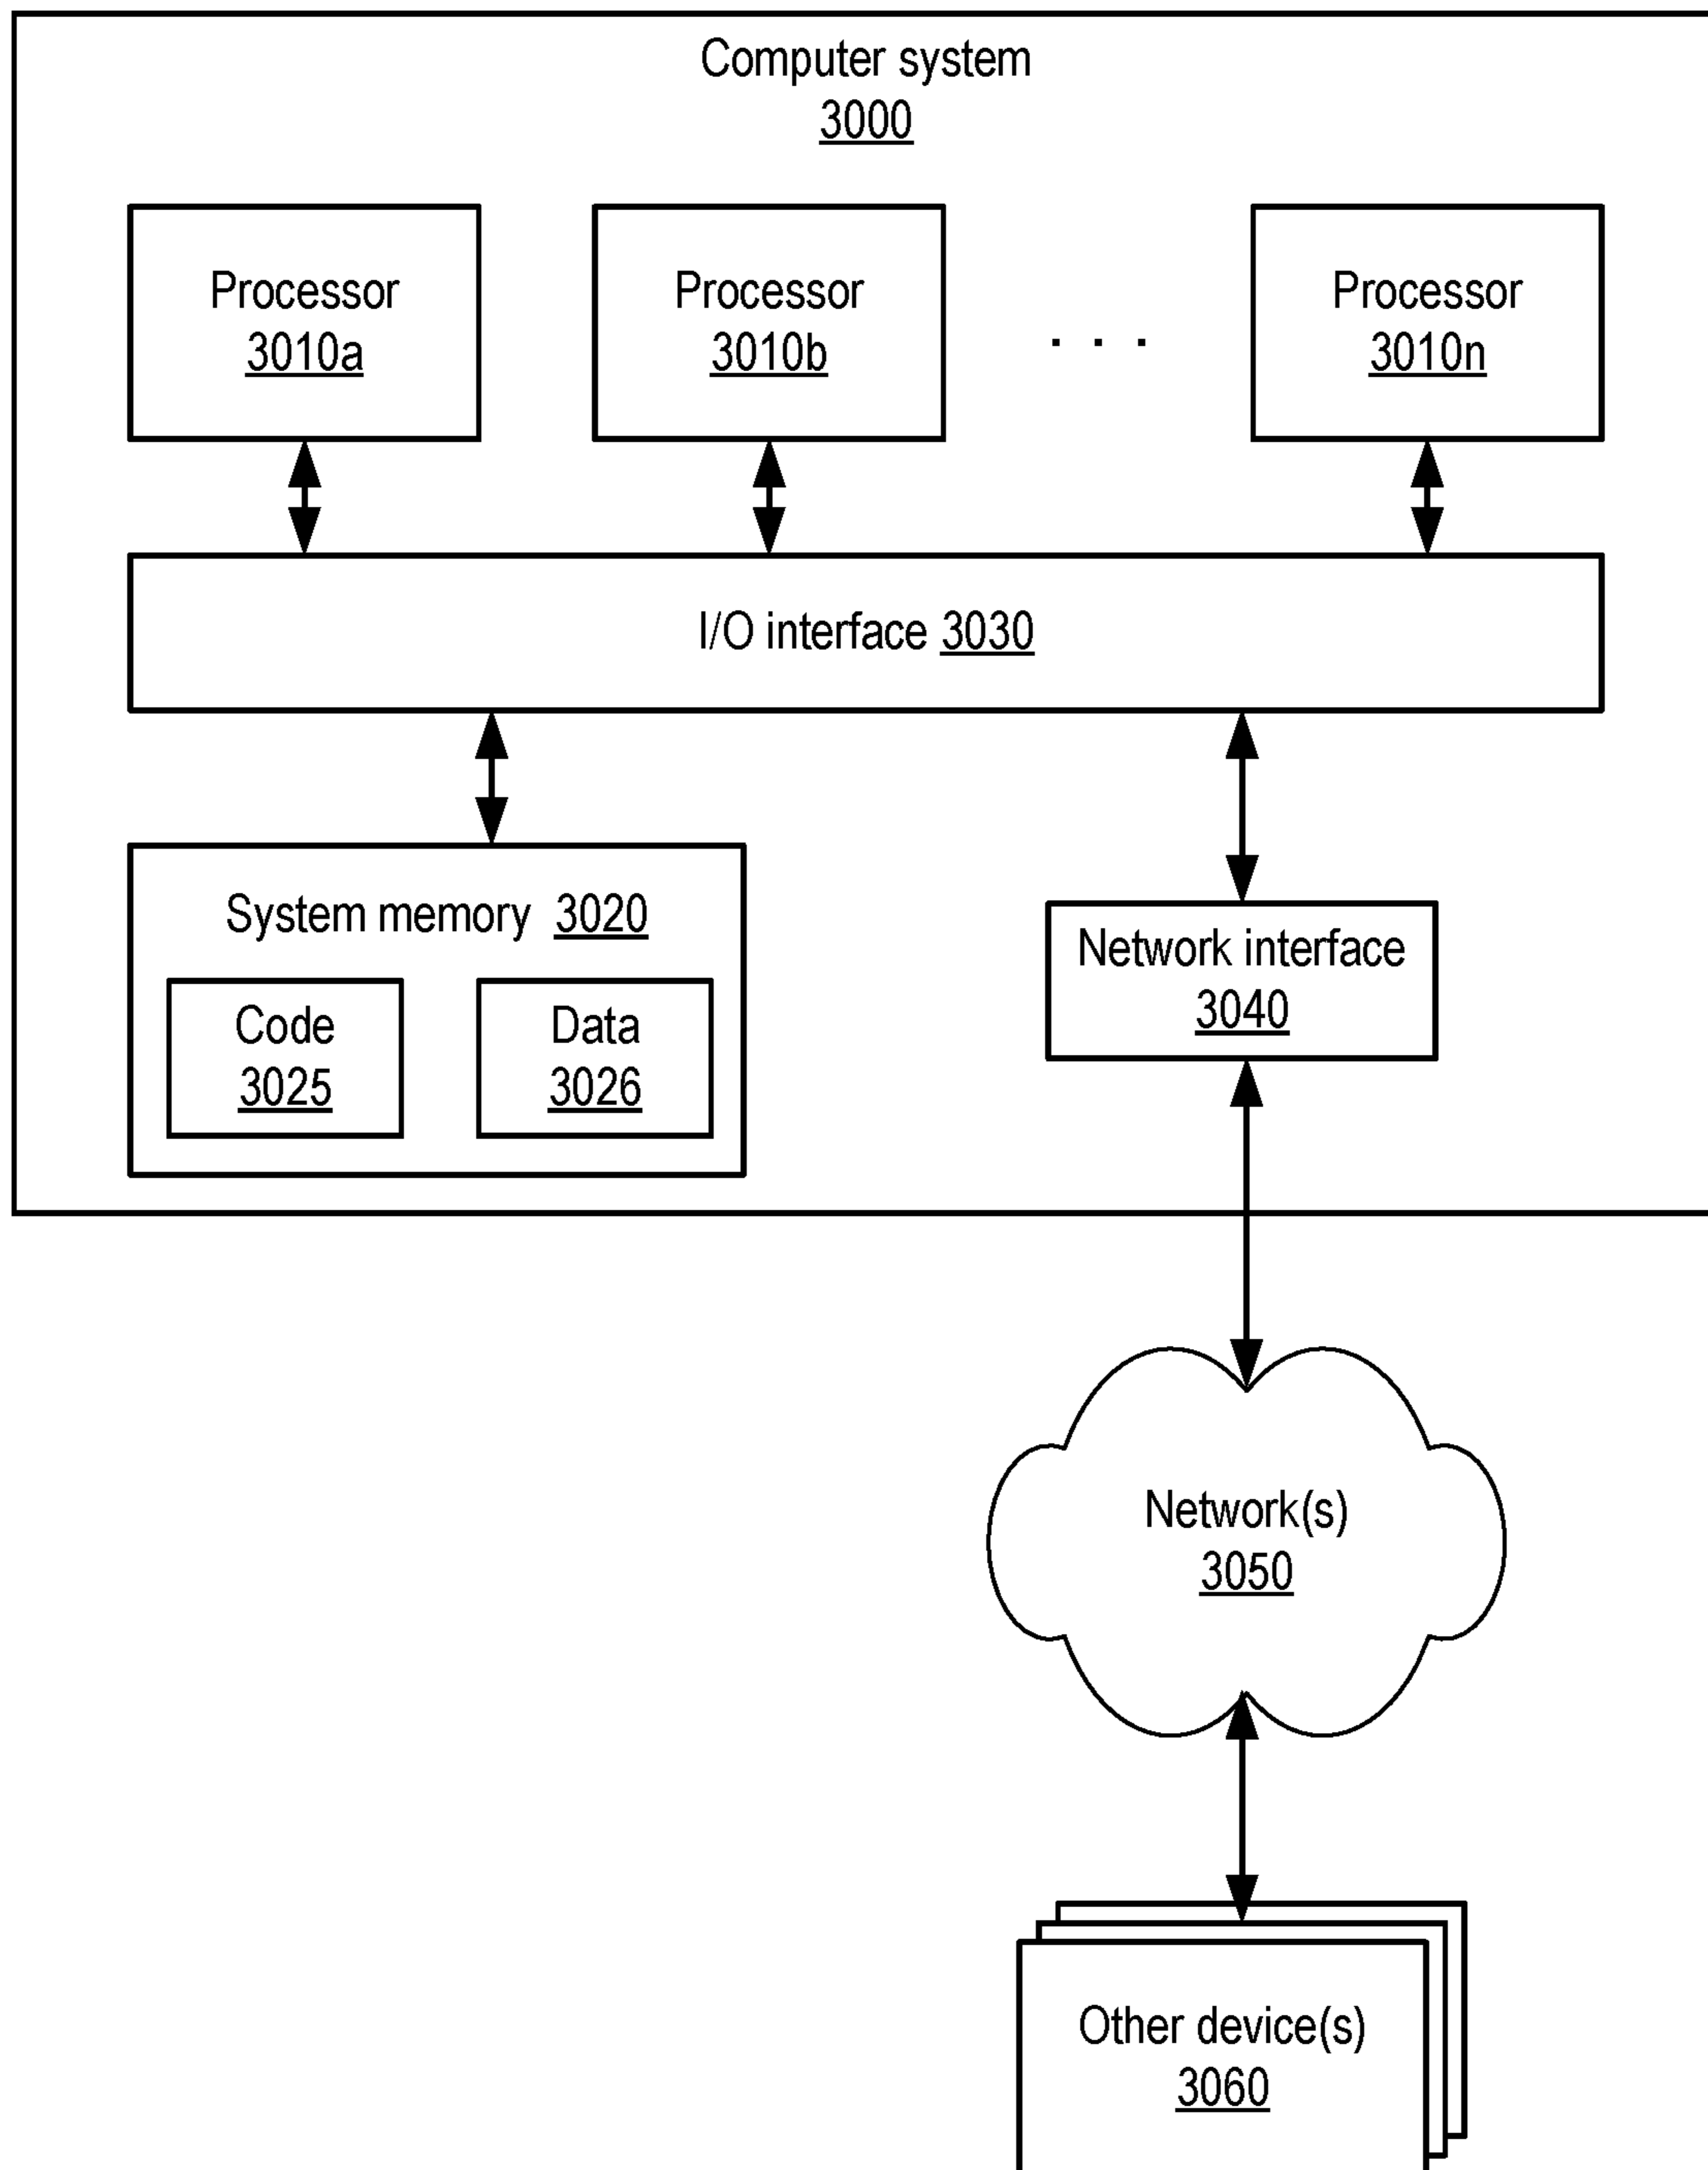 Computer system
3000
Processor
3010a
Processor
3010b
. . .
Processor
3010n
I/O interface 3030
System memory 3020
Code
3025
Data
3026
Network interface
3040
Network(s)
3050
Other device(s)
3060